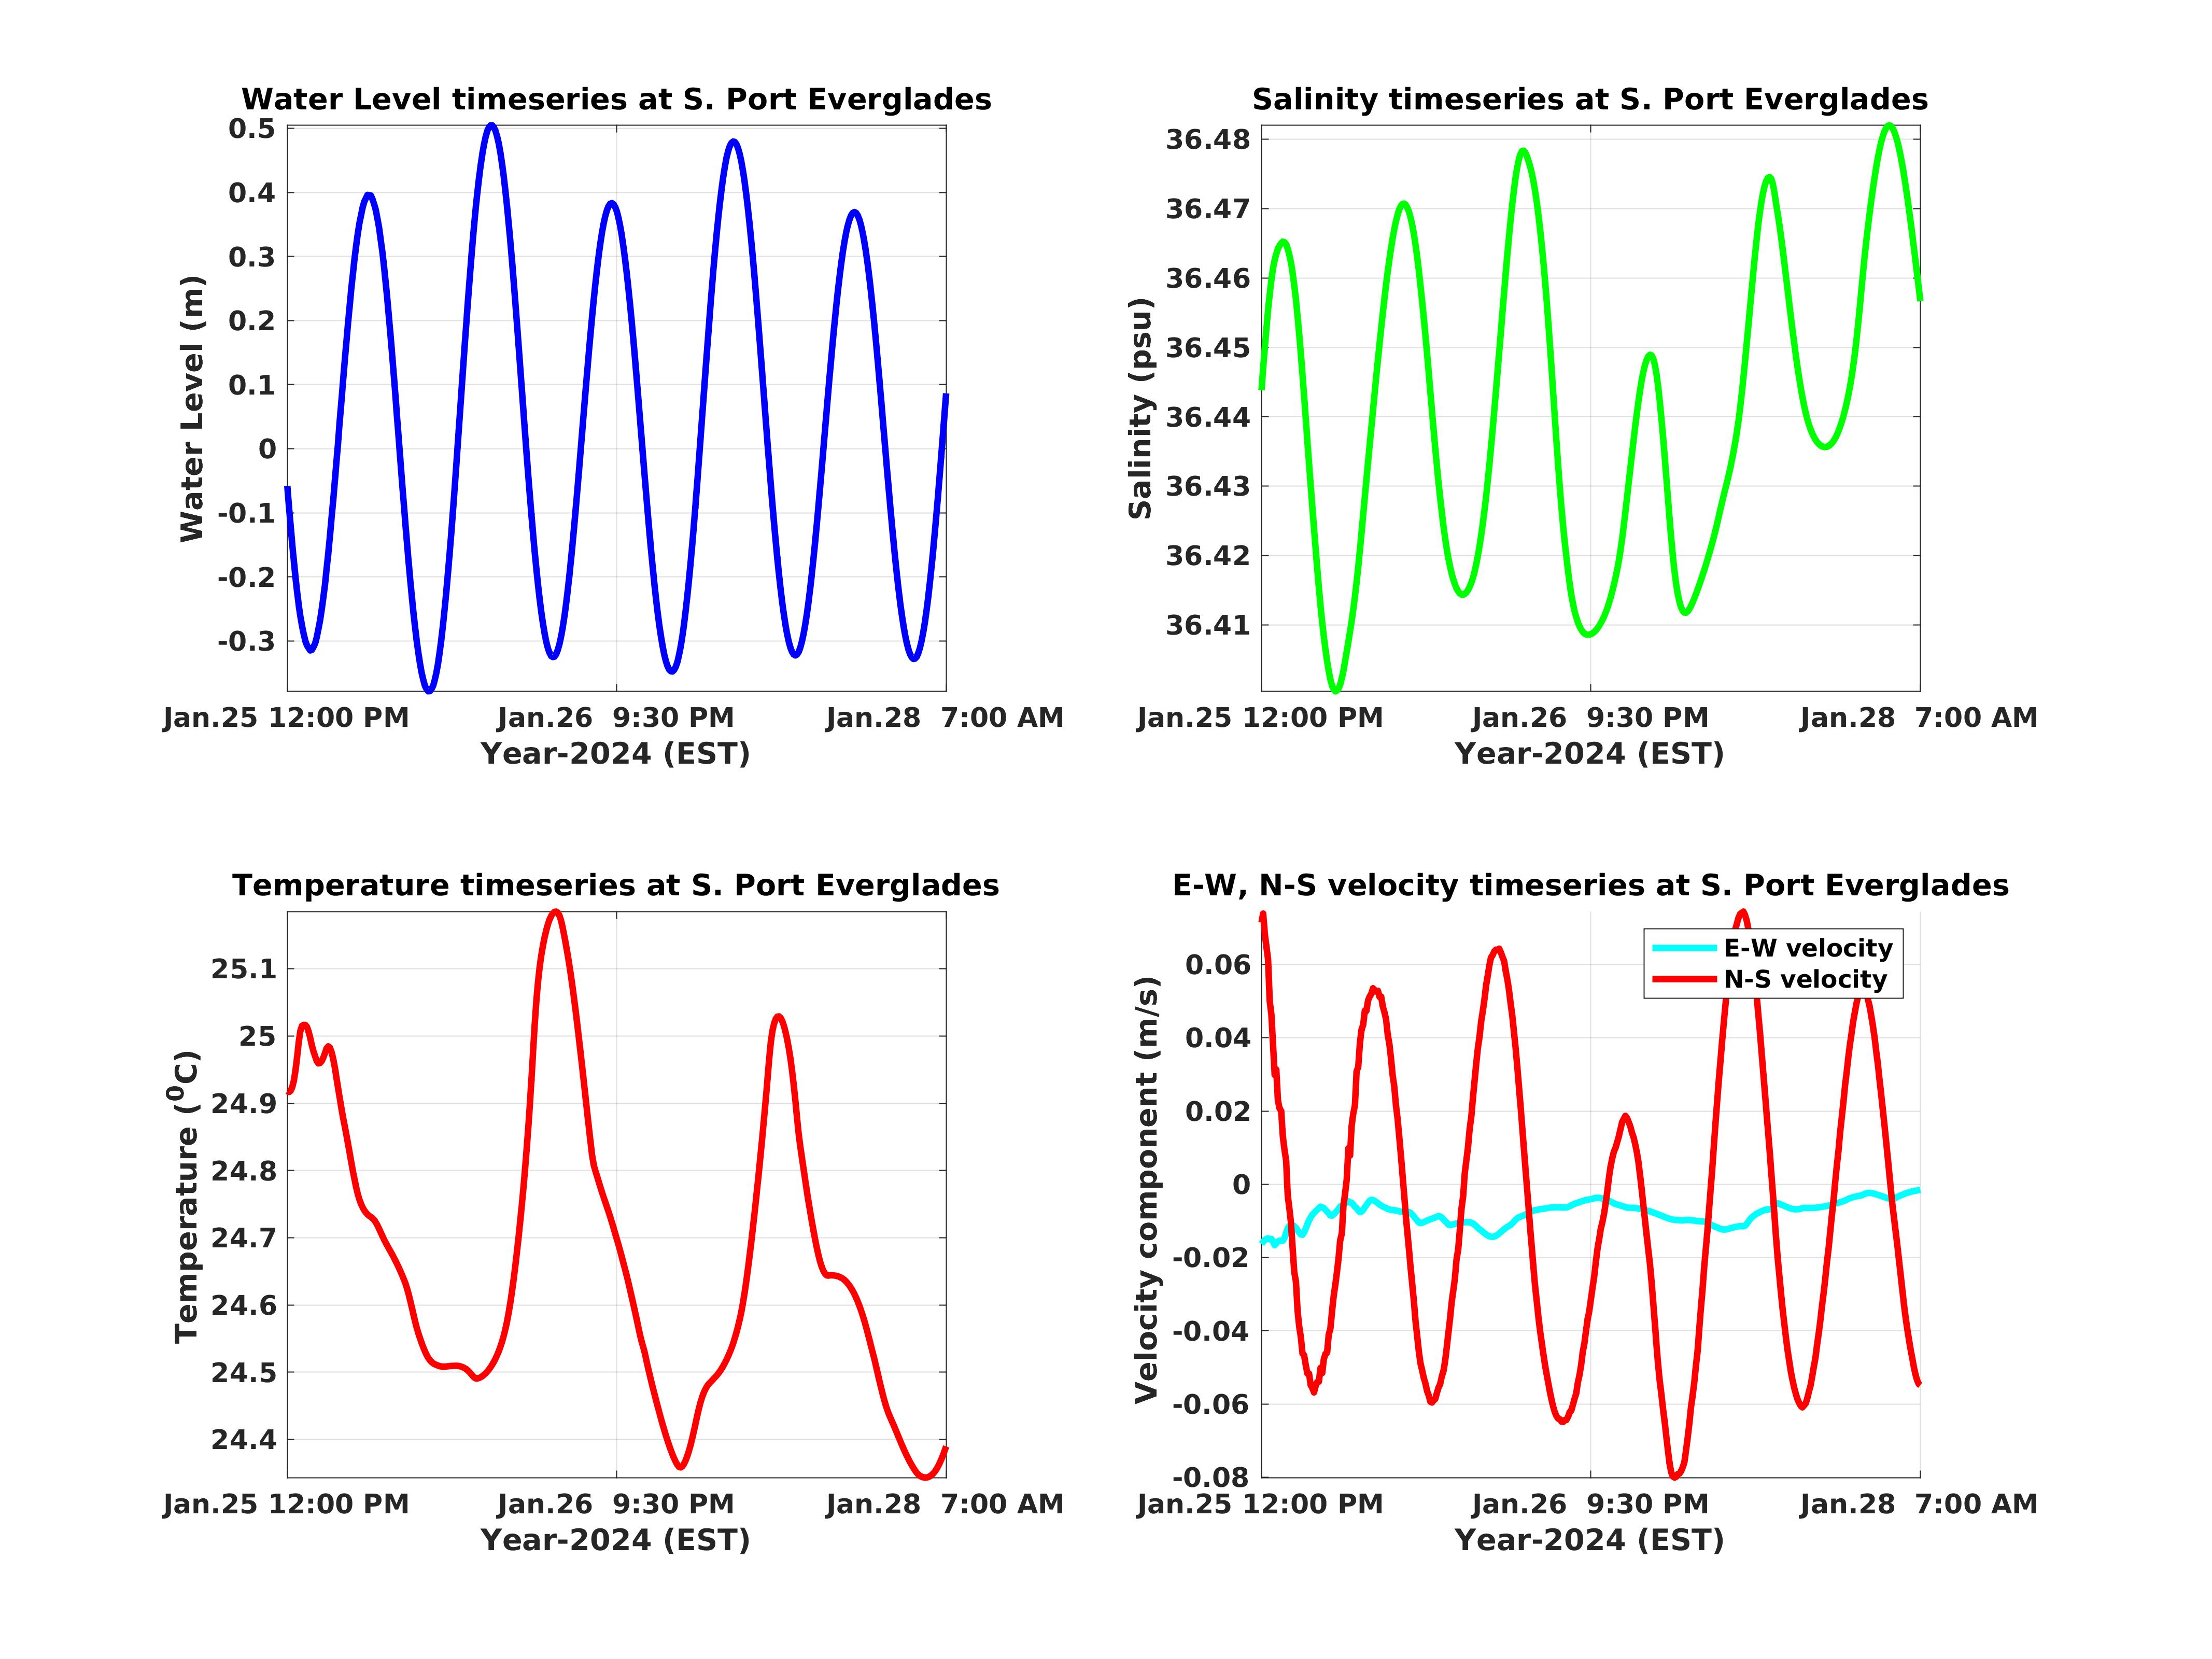 Water Level timeseries at S. Port Everglades
0.5
0.4
0.3
0.2
0.1
0
-0.1
-0.2
-0.3
Water Level (m)
Jan.25 12:00 PM Jan.26 9:30 PM Jan.28 7:00 AM
Year-2024 (EST)
Salinity timeseries at S. Port Everglades
36.48
36.47
36.46
36.45
36.44
36.43
36.42
36.41
Salinity (psu)
Jan.25 12:00 PM Jan.26 9:30 PM Jan.28 7:00 AM
Year-2024 (EST)
Temperature timeseries at S. Port Everglades
25.1
25
24.9
24.8
24.7
24.6
24.5
24.4
Temperature (⁰C)
Jan.25 12:00 PM Jan.26 9:30 PM Jan.28 7:00 AM
Year-2024 (EST)
E-W, N-S velocity timeseries at S. Port Everglades
E-W velocity
N-S velocity
0.06
0.04
0.02
0
-0.02
-0.04
-0.06
-0.08
Velocity component (m/s)
Jan.25 12:00 PM Jan.26 9:30 PM Jan.28 7:00 AM
Year-2024 (EST)